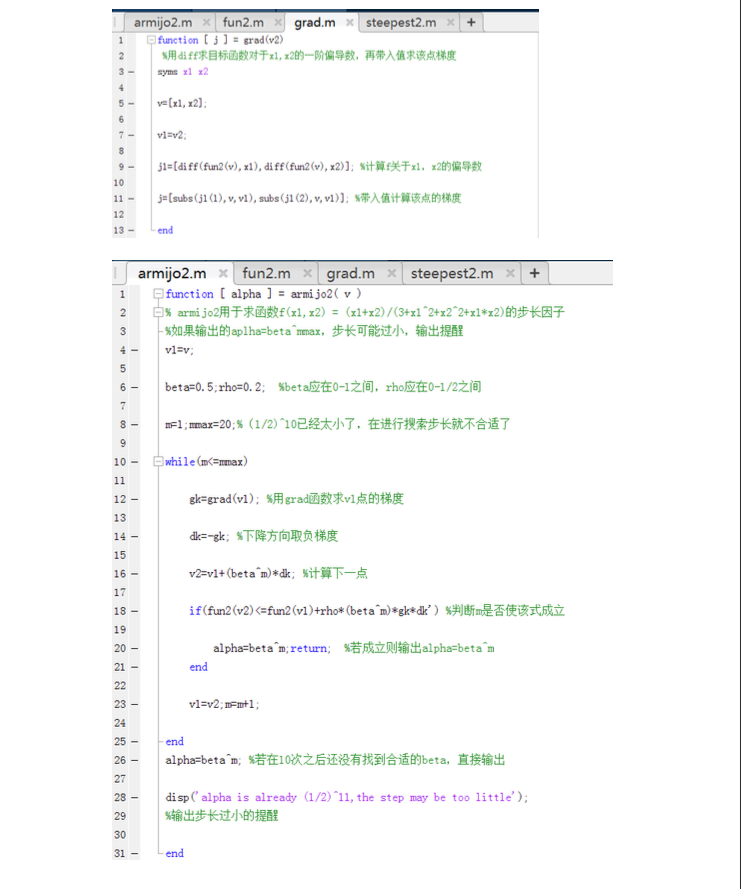 armijo2.m × fun2.m × grad.m × steepest2.m × +
1 function [ j ] = grad(v2)
2 %用diff求目标函数对于x1,x2的一阶偏导数，再带入值求该点梯度
3 — syms x1 x2
4
5 — v=[x1,x2];
6
7 — v1=v2;
8
9 — j1=[diff(fun2(v),x1),diff(fun2(v),x2)]; %计算f关于x1，x2的偏导数
10
11 — j=[subs(j1(1),v,v1),subs(j1(2),v,v1)]; %带入值计算该点的梯度
12
13 — end
armijo2.m × fun2.m × grad.m × steepest2.m × +
1 function [ alpha ] = armijo2( v )
2 % armijo2用于求函数f(x1,x2) = (x1+x2)/(3+x1^2+x2^2+x1*x2)的步长因子
3 %如果输出的aplha=beta^mmax，步长可能过小，输出提醒
4 — v1=v;
5
6 — beta=0.5;rho=0.2; %beta应在0-1之间，rho应在0-1/2之间
7
8 — m=1;mmax=20;% (1/2)^10已经太小了，在进行搜索步长就不合适了
9
10 — while(m<=mmax)
11
12 — gk=grad(v1); %用grad函数求v1点的梯度
13
14 — dk=-gk; %下降方向取负梯度
15
16 — v2=v1+(beta^m)*dk; %计算下一点
17
18 — if(fun2(v2)<=fun2(v1)+rho*(beta^m)*gk*dk') %判断m是否使该式成立
19
20 — alpha=beta^m;return; %若成立则输出alpha=beta^m
21 — end
22
23 — v1=v2;m=m+1;
24
25 — end
26 — alpha=beta^m; %若在10次之后还没有找到合适的beta，直接输出
27
28 — disp('alpha is already (1/2)^11,the step may be too little');
29 %输出步长过小的提醒
30
31 — end